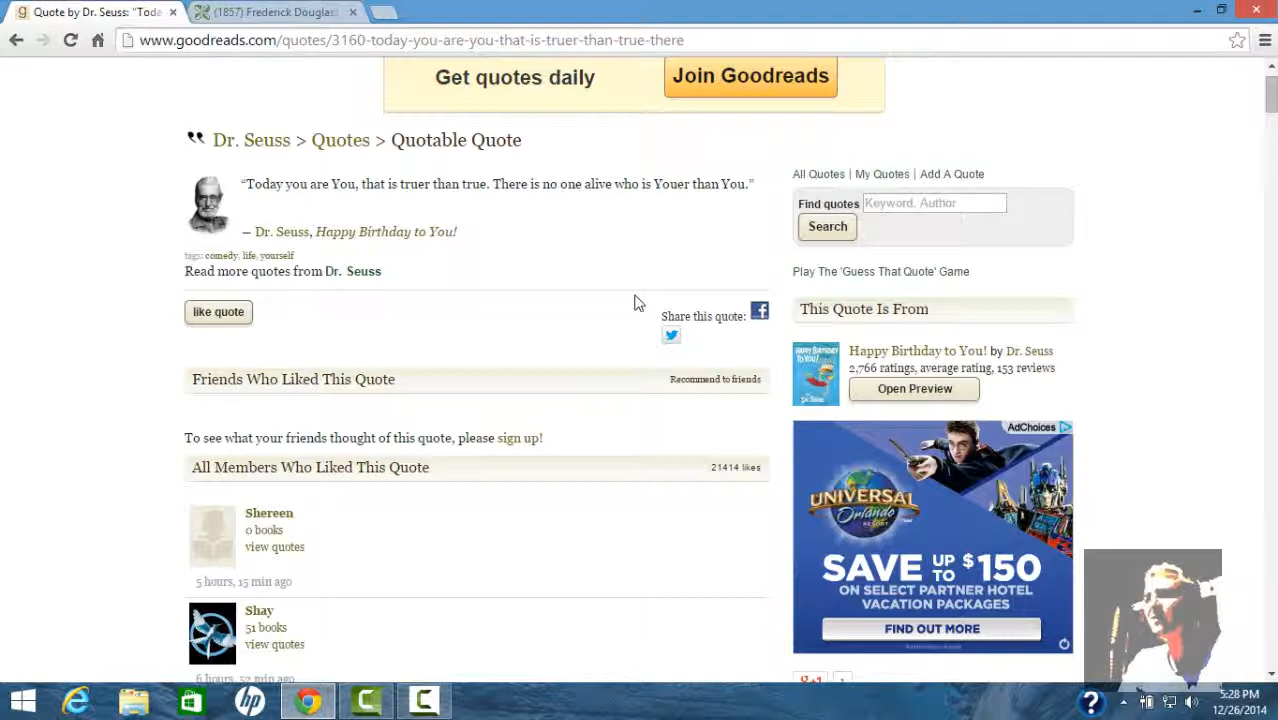 Quote by Dr. Seuss: "Tod
(1857) Frederick Douglas
www.goodreads.com/quotes/3160-today-you-are-you-that-is-truer-than-true-there
Get quotes daily
Join Goodreads
Dr. Seuss > Quotes > Quotable Quote
“Today you are You, that is truer than true. There is no one alive who is Youer than You.”
― Dr. Seuss, Happy Birthday to You!
tags: comedy, life, yourself
Read more quotes from Dr. Seuss
like quote
Share this quote:
Friends Who Liked This Quote
Recommend to friends
To see what your friends thought of this quote, please sign up!
All Members Who Liked This Quote
21414 likes
Shereen
0 books
view quotes
5 hours, 15 min ago
Shay
51 books
view quotes
All Quotes | My Quotes | Add A Quote
Find quotes Keyword, Author
Search
Play The 'Guess That Quote' Game
This Quote Is From
Happy Birthday to You! by Dr. Seuss
2,766 ratings, average rating, 153 reviews
Open Preview
AdChoices
UNIVERSAL
Orlando
RESORT
SAVE UP TO $150
ON SELECT PARTNER HOTEL
VACATION PACKAGES
FIND OUT MORE
5:28 PM
12/26/2014